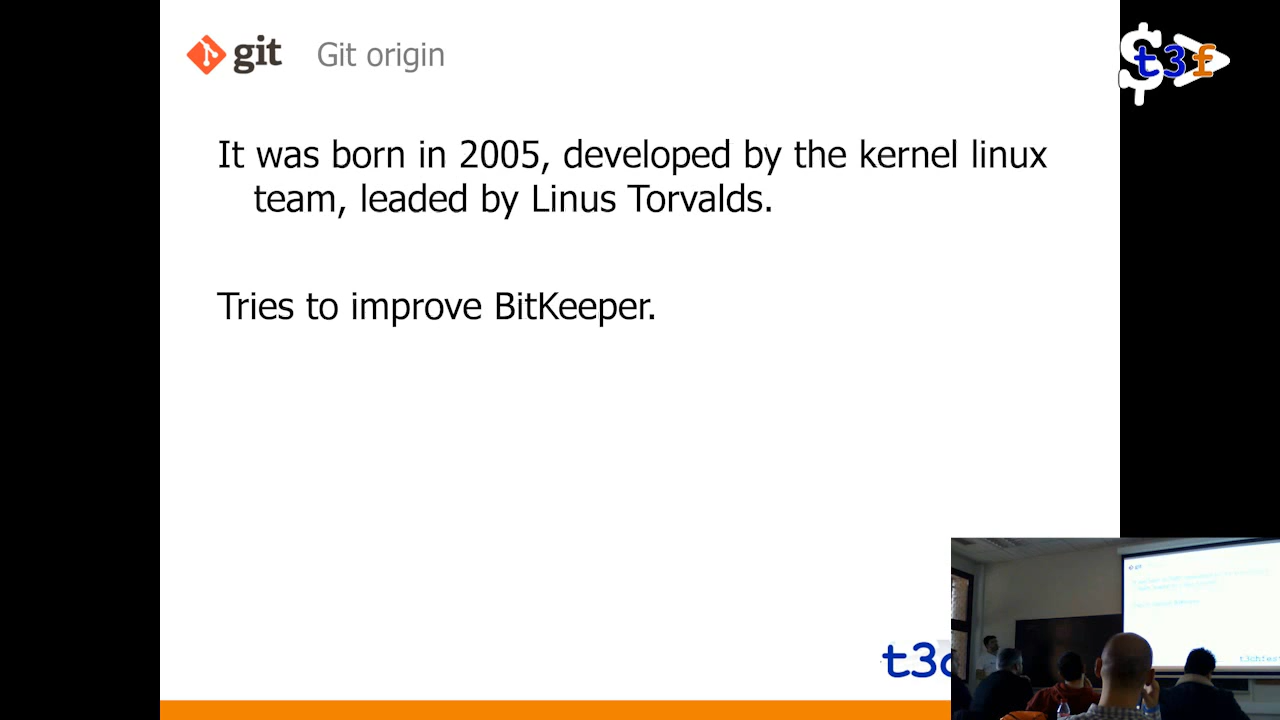 git Git origin
t3f
It was born in 2005, developed by the kernel linux
team, leaded by Linus Torvalds.
Tries to improve BitKeeper.
git